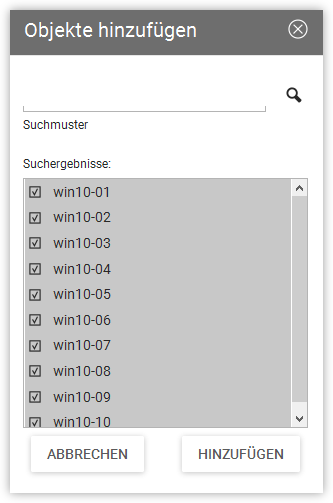 Objekte hinzufügen
Suchmuster
Suchergebnisse:
win10-01
win10-02
win10-03
win10-04
win10-05
win10-06
win10-07
win10-08
win10-09
win10-10
ABBRECHEN
HINZUFÜGEN